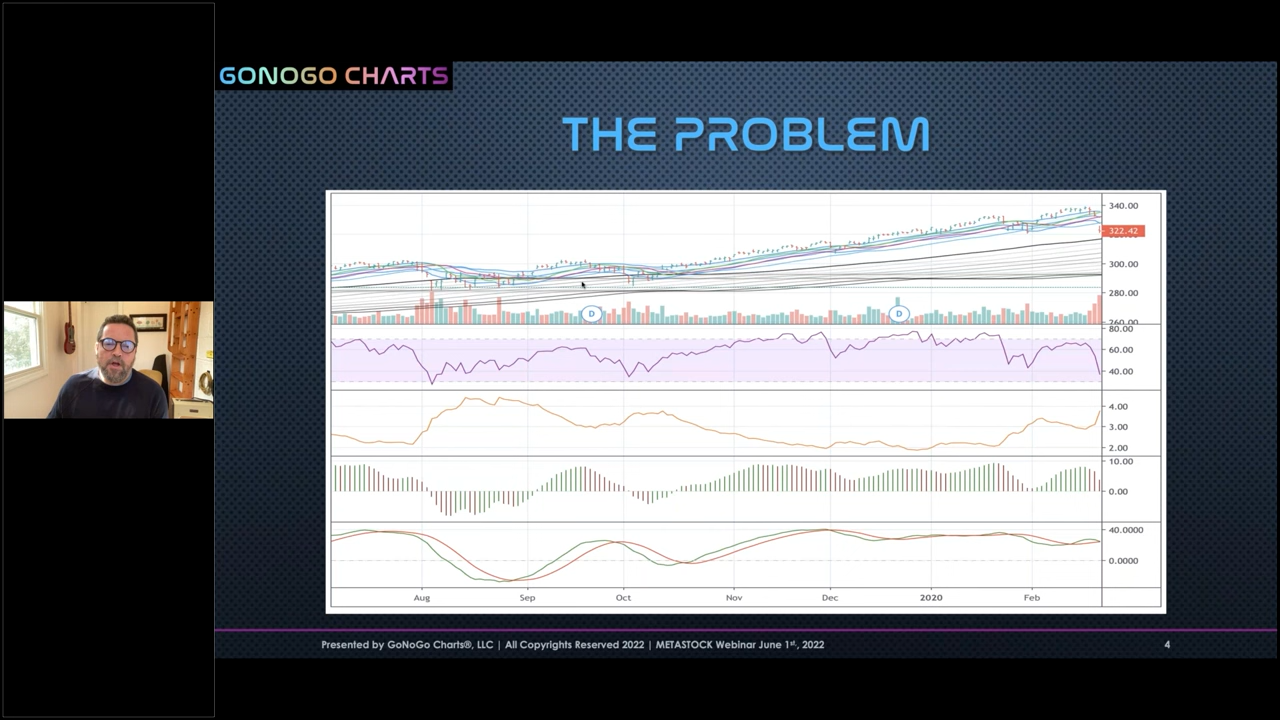 GONOGO CHARTS
THE PROBLEM
340.00
322.42
300.00
280.00
260.00
D
D
80.00
60.00
40.00
4.00
3.00
2.00
10.00
0.00
40.0000
0.0000
Aug Sep Oct Nov Dec 2020 Feb
Presented by GoNoGo Charts®, LLC | All Copyrights Reserved 2022 | METASTOCK Webinar June 1st, 2022
4